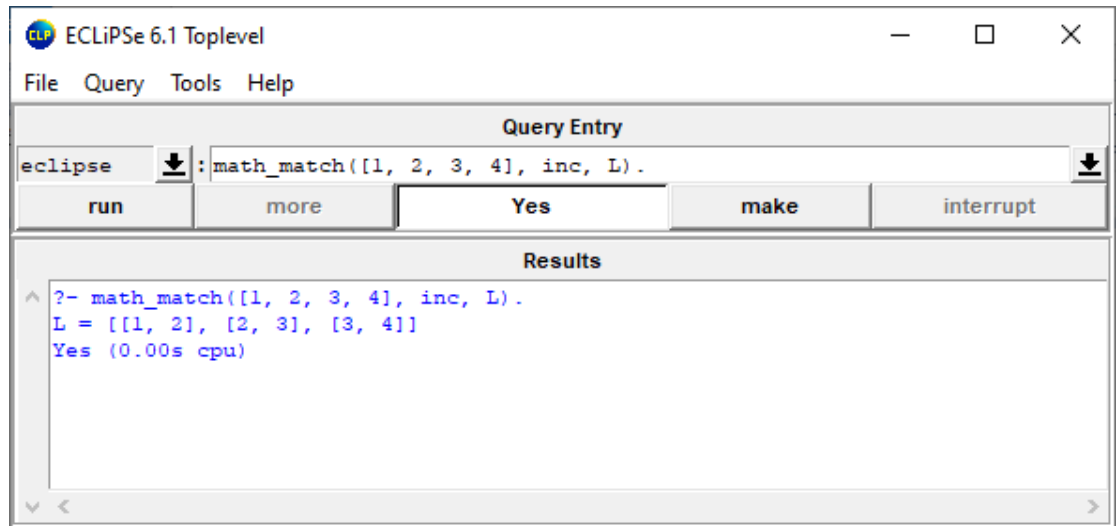 CLP ECLiPSe 6.1 Toplevel
File Query Tools Help
Query Entry
eclipse : math_match([1, 2, 3, 4], inc, L).
run more Yes make interrupt
Results
?- math_match([1, 2, 3, 4], inc, L).
L = [[1, 2], [2, 3], [3, 4]]
Yes (0.00s cpu)